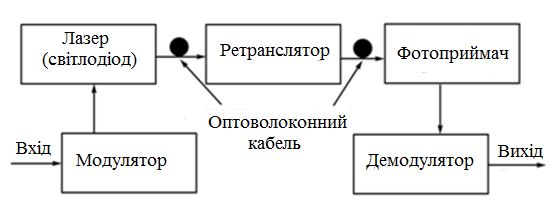 Лазер
(світлодіод)
Ретранслятор
Фотоприймач
Оптоволоконний
кабель
Вхід
Модулятор
Демодулятор
Вихід